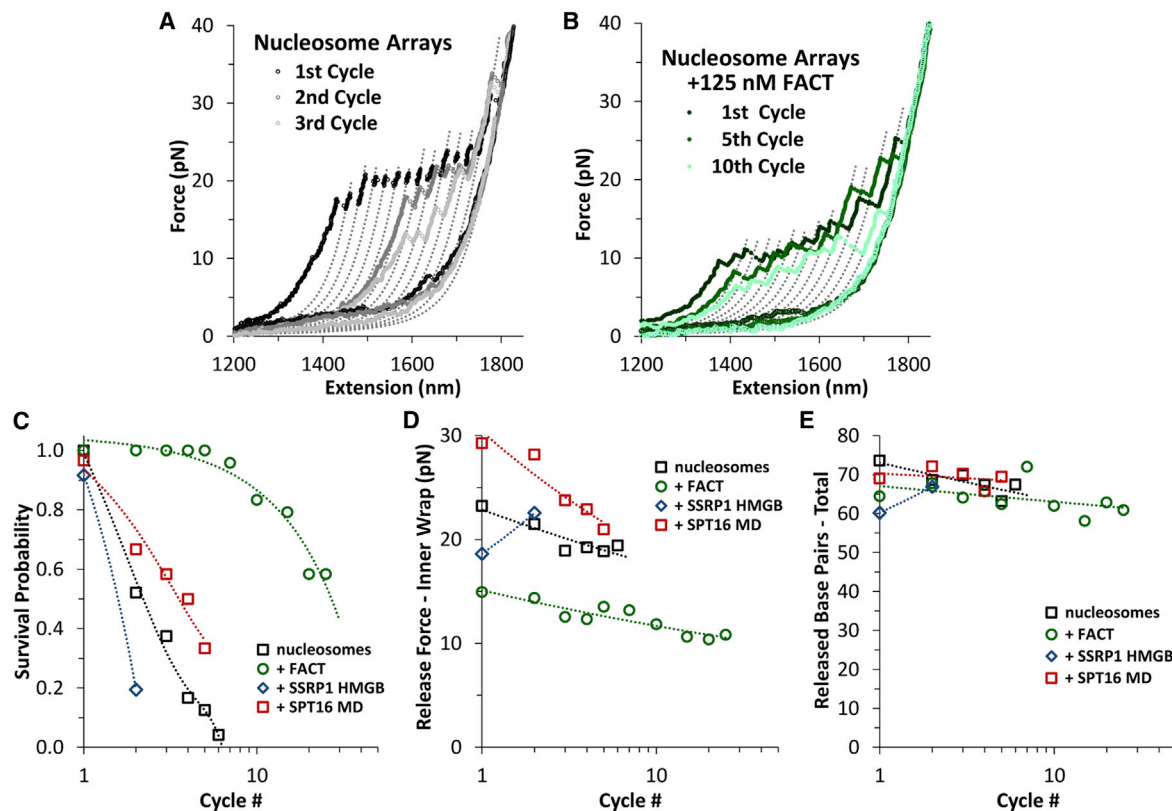 A
Nucleosome Arrays
1st Cycle
2nd Cycle
3rd Cycle
Force (pN)
40
30
20
10
0
1200 1400 1600 1800
Extension (nm)
B
Nucleosome Arrays
+125 nM FACT
1st Cycle
5th Cycle
10th Cycle
Force (pN)
40
30
20
10
0
1200 1400 1600 1800
Extension (nm)
C
Survival Probability
1.0
0.8
0.6
0.4
0.2
0.0
nucleosomes
+ FACT
+ SSRP1 HMGB
+ SPT16 MD
1 10
Cycle #
D
Release Force - Inner Wrap (pN)
30
20
10
0
nucleosomes
+ FACT
+ SSRP1 HMGB
+ SPT16 MD
1 10
Cycle #
E
Released Base Pairs - Total
80
70
60
50
40
30
20
10
0
nucleosomes
+ FACT
+ SSRP1 HMGB
+ SPT16 MD
1 10
Cycle #